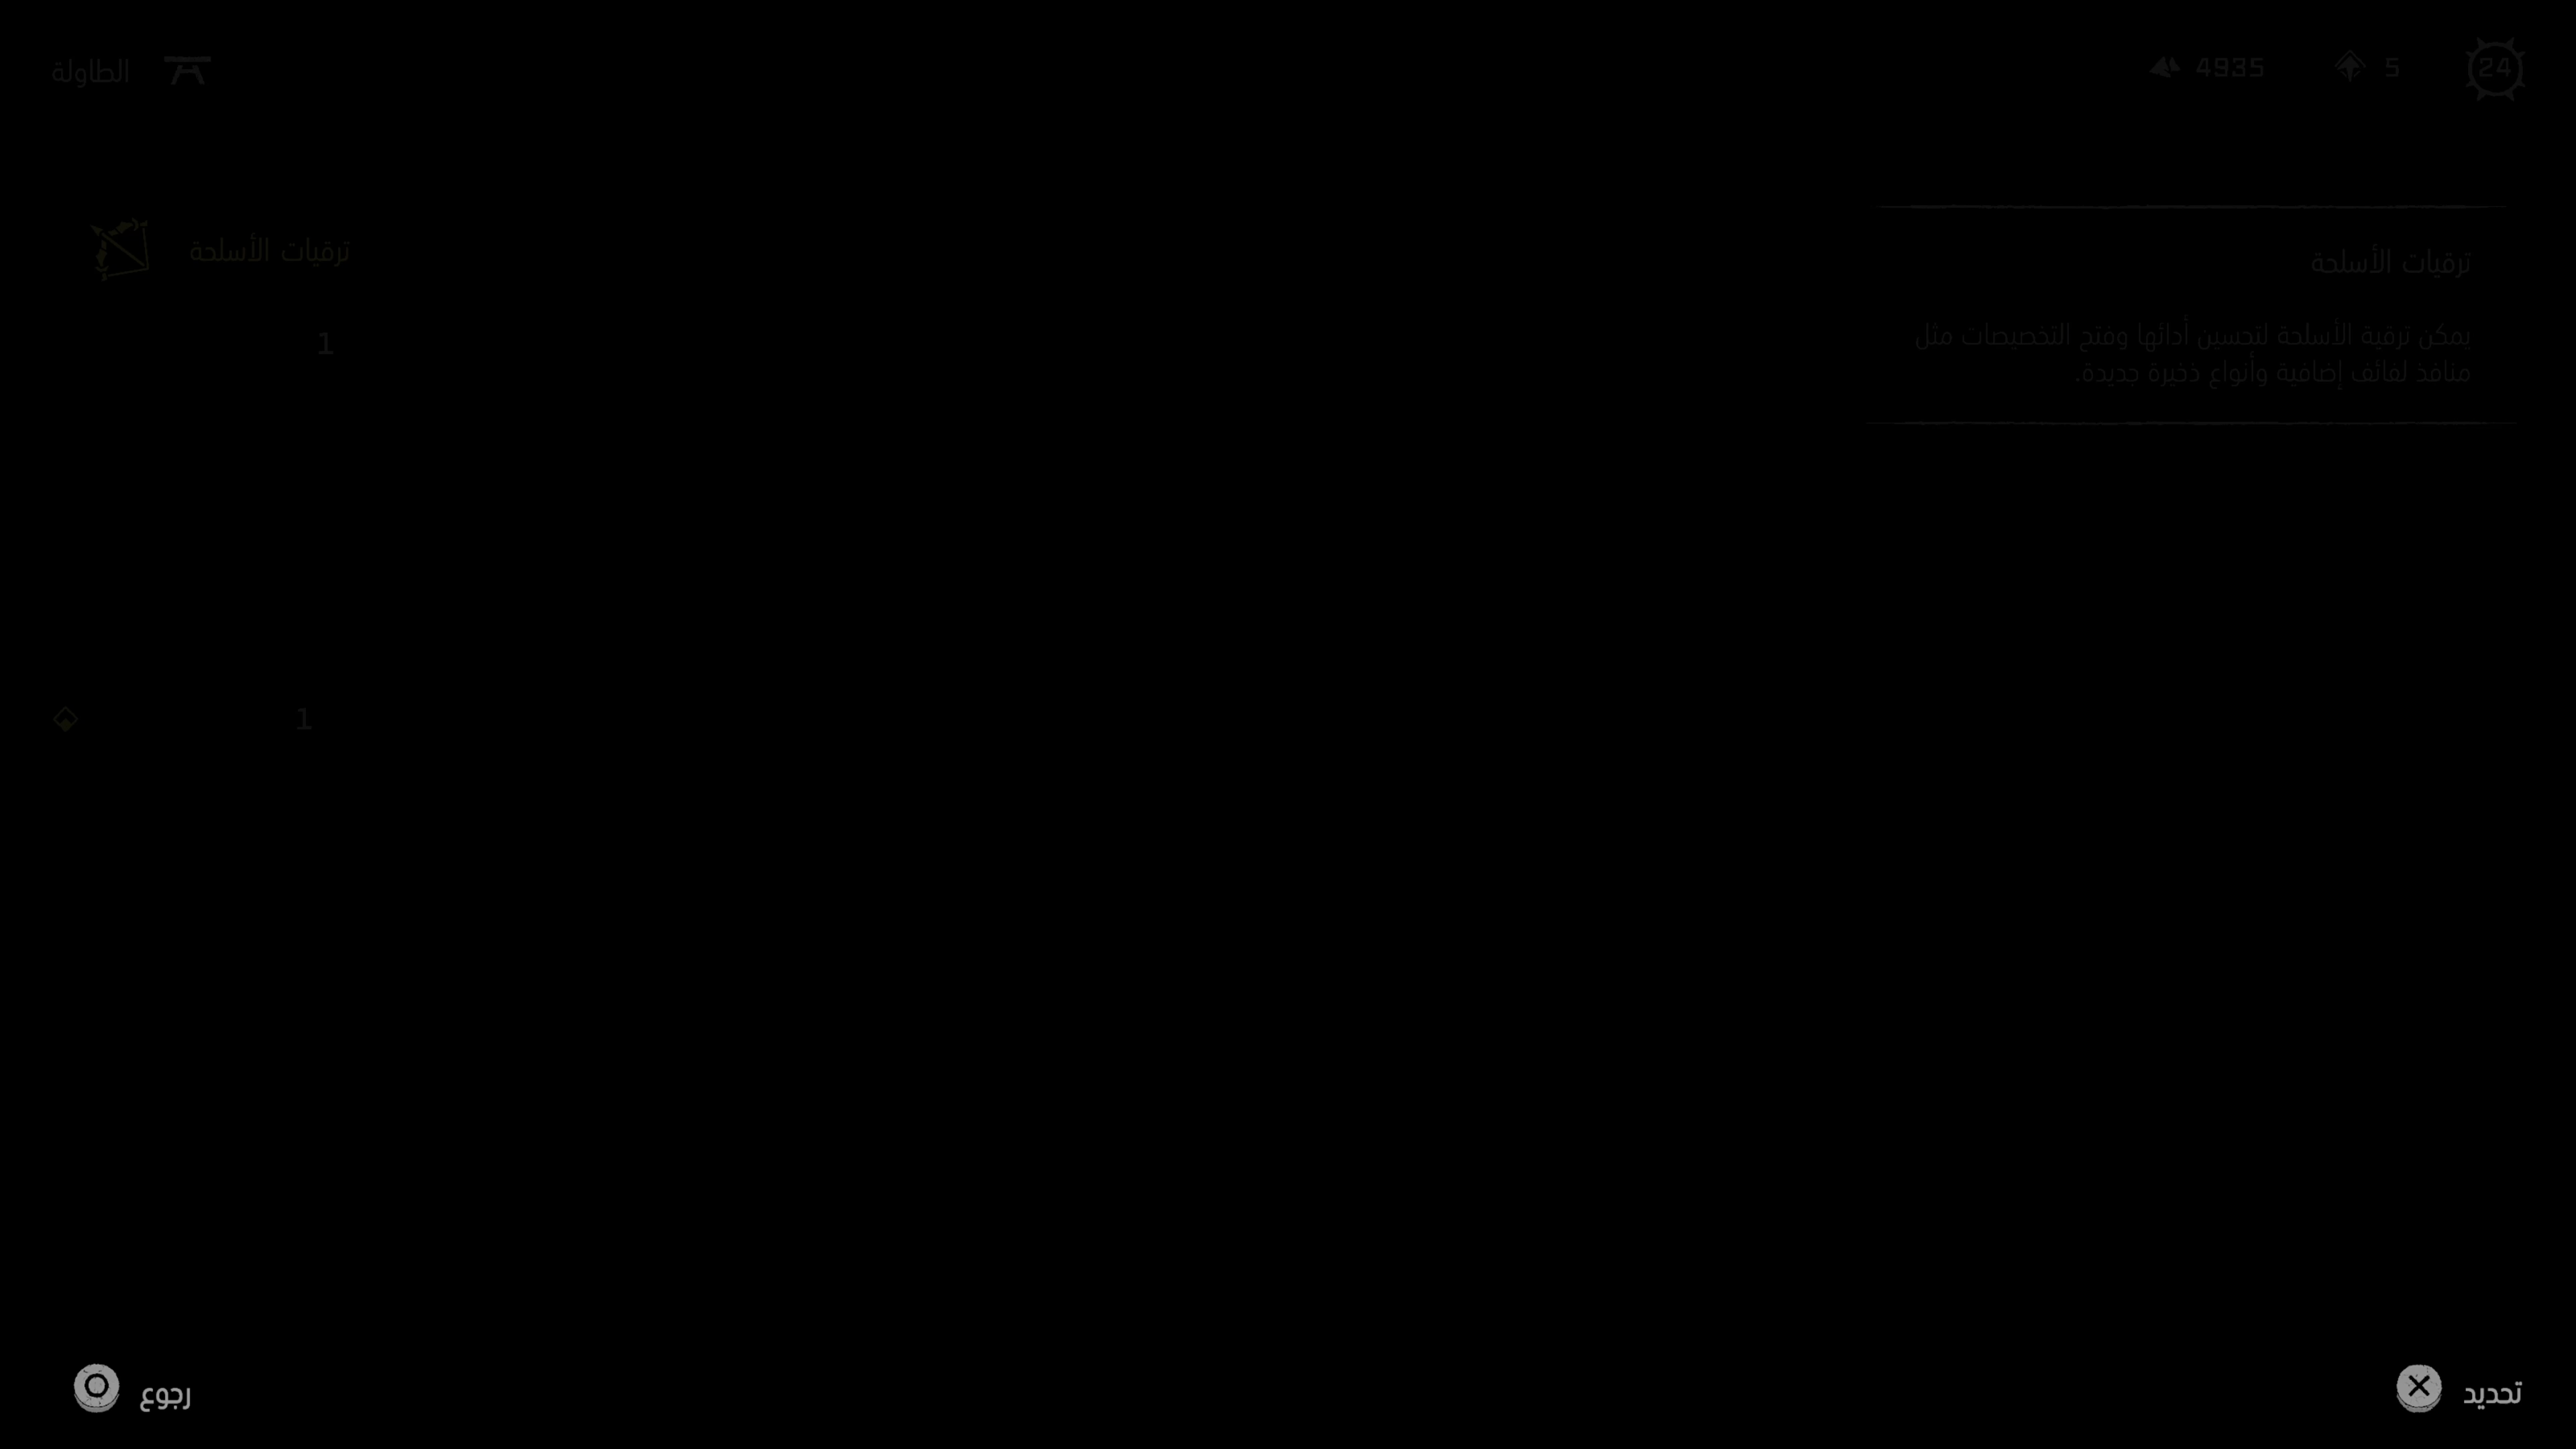 الطاولة
4935 5 24
ترقيات الأسلحة
1
1
ترقيات الأسلحة
يمكن ترقية الأسلحة لتحسين أدائها وفتح التخصيصات مثل
منافذ لفائف إضافية وأنواع ذخيرة جديدة.
رجوع
تحديد